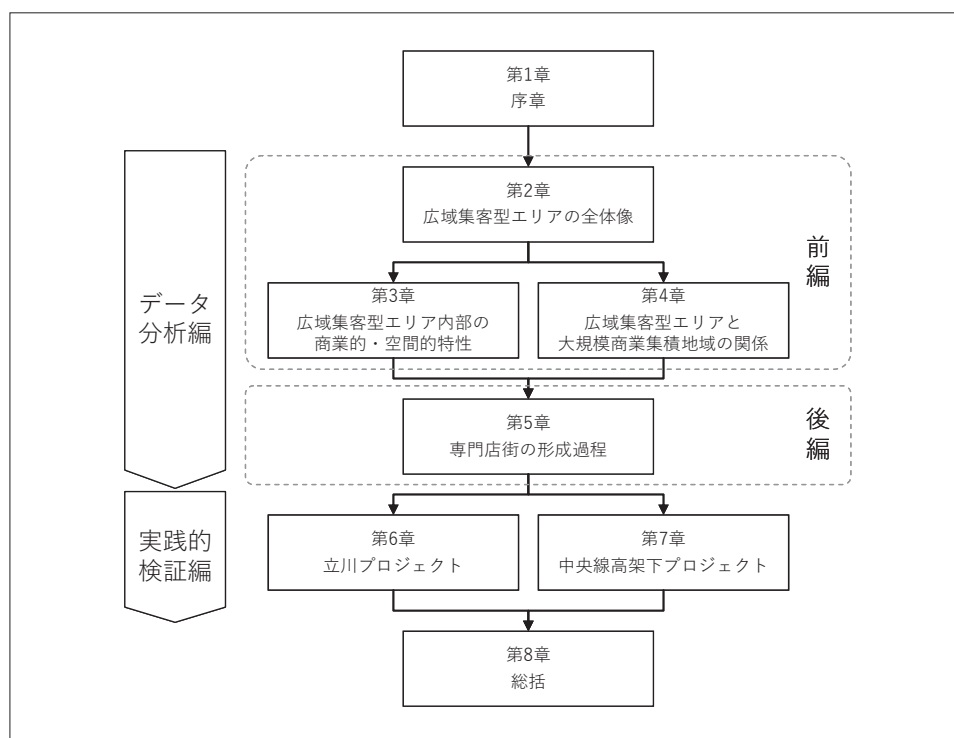 第1章
序章
第2章
広域集客型エリアの全体像
前編
第3章
広域集客型エリア内部の
商業的・空間的特性
第4章
広域集客型エリアと
大規模商業集積地域の関係
データ
分析編
第5章
専門店街の形成過程
後編
実践的
検証編
第6章
立川プロジェクト
第7章
中央線高架下プロジェクト
第8章
総括